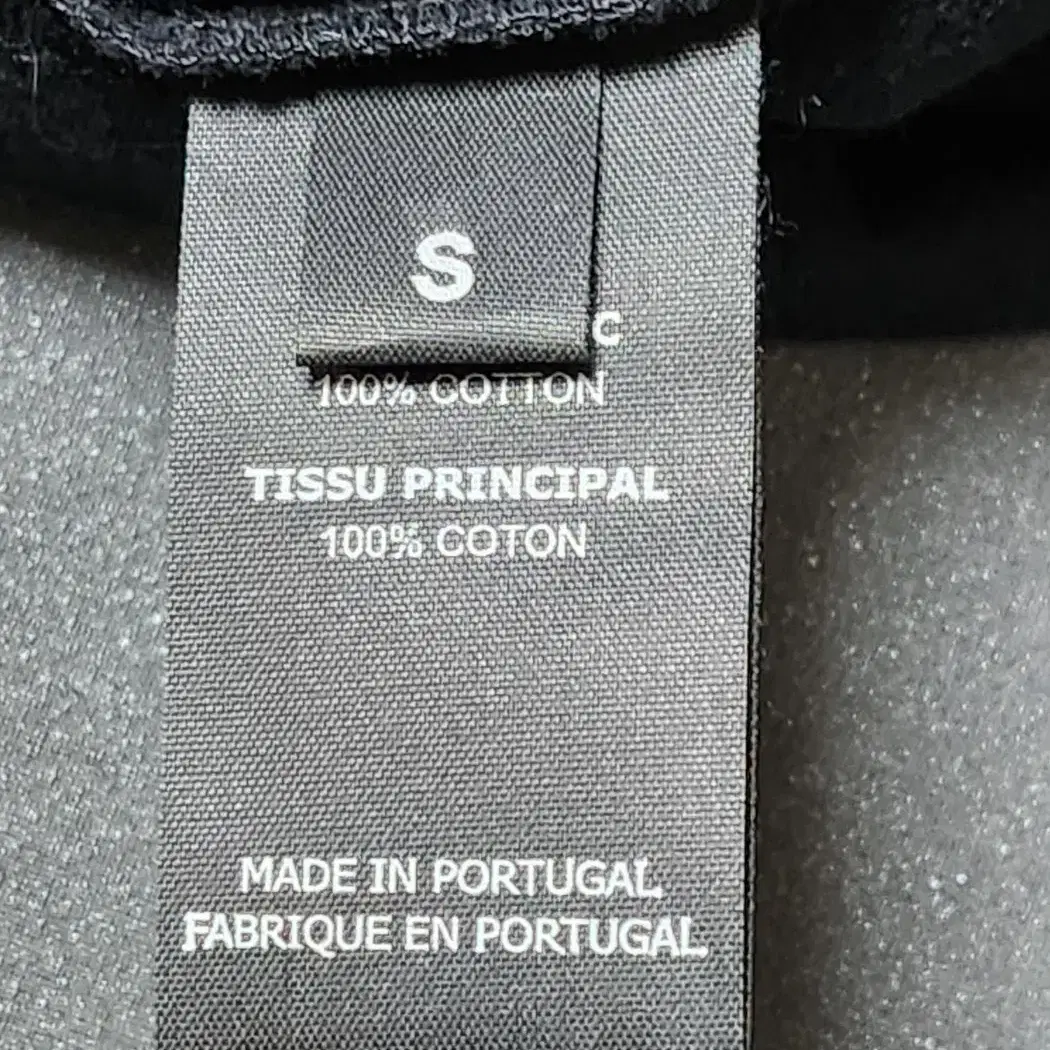 S
C
100% COTTON
TISSU PRINCIPAL
100% COTON
MADE IN PORTUGAL
FABRIQUE EN PORTUGAL